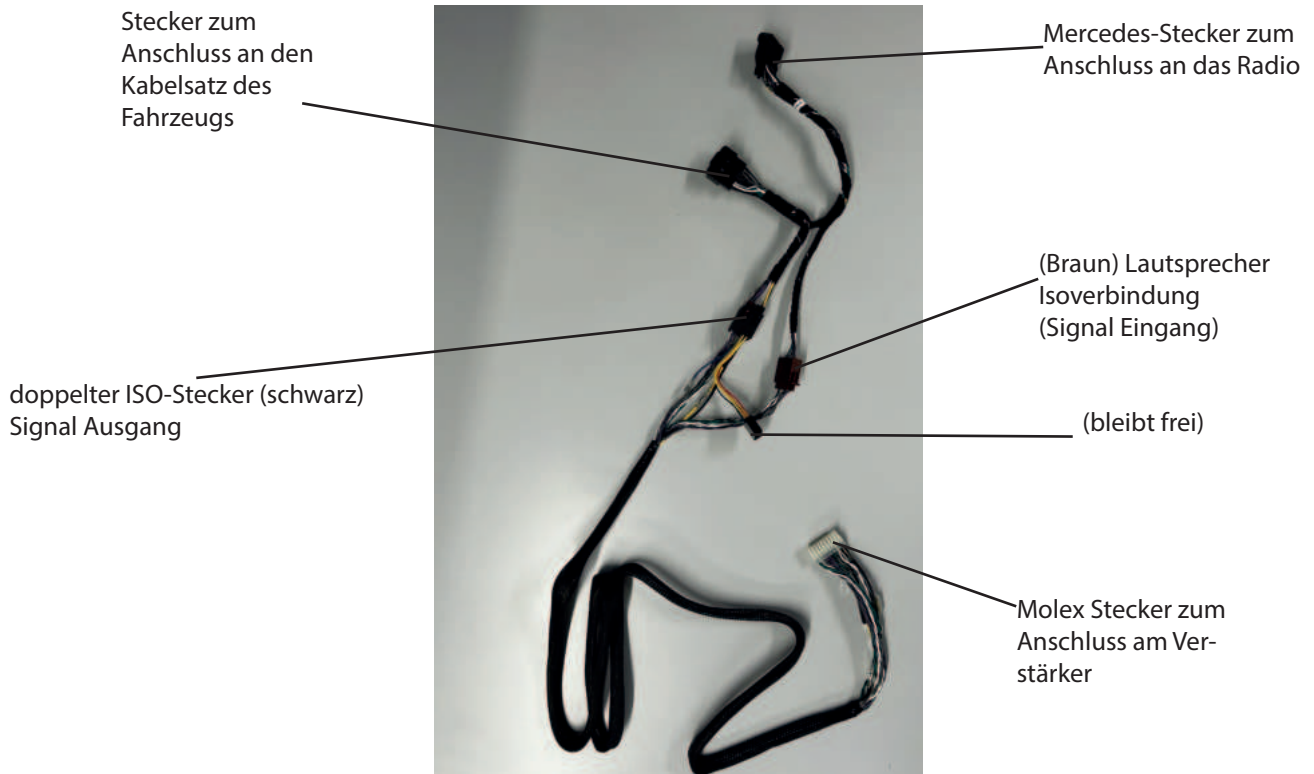 Stecker zum
Anschluss an den
Kabelsatz des
Fahrzeugs
Mercedes-Stecker zum
Anschluss an das Radio
(Braun) Lautsprecher
Isoverbindung
(Signal Eingang)
doppelter ISO-Stecker (schwarz)
Signal Ausgang
(bleibt frei)
Molex Stecker zum
Anschluss am Ver-
stärker